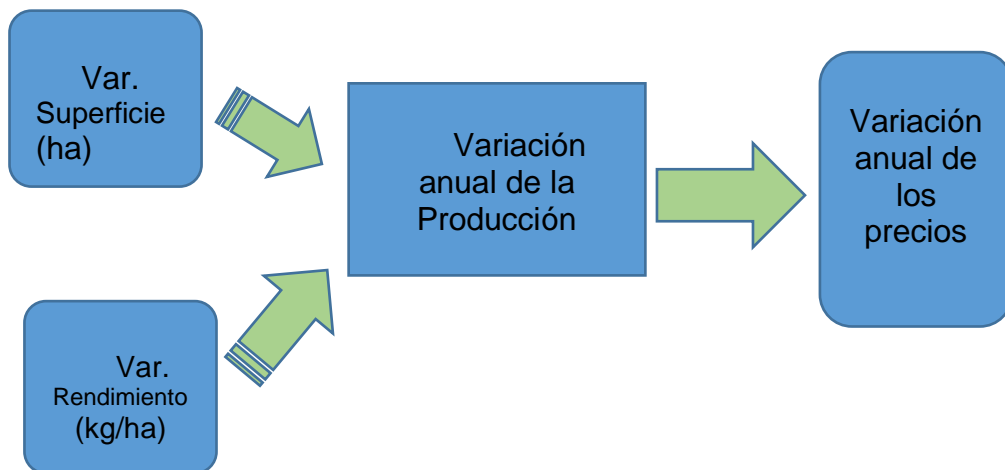 Var.
Superficie
(ha)
Variación
anual de la
Producción
Variación
anual de
los
precios
Var.
Rendimiento
(kg/ha)